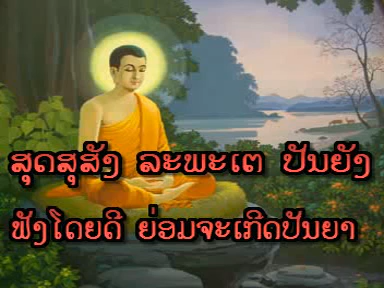 ສຸດສຸສັງ ລະພະເຕ ປັນຍັງ
ຟັງໂດຍດີ ຍ່ອມຈະເກີດປັນຍາ